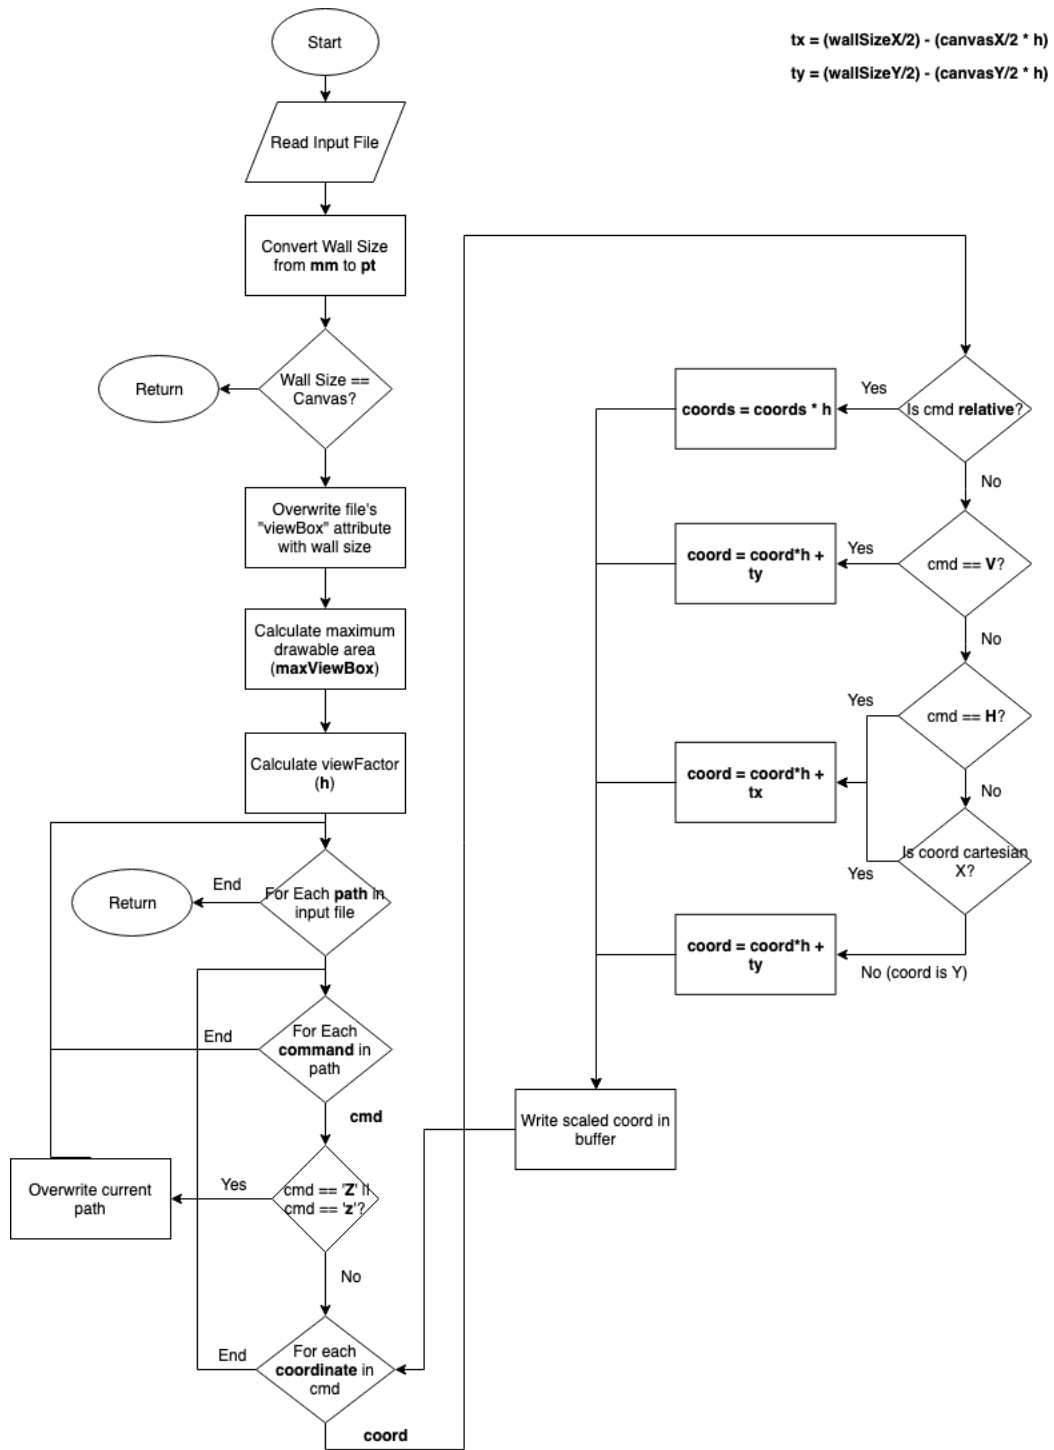 Start
tx = (wallSizeX/2) - (canvasX/2 * h)
ty = (wallSizeY/2) - (canvasY/2 * h)
Read Input File
Convert Wall Size
from mm to pt
Wall Size ==
Canvas?
Return
Overwrite file's
"viewBox" attribute
with wall size
Calculate maximum
drawable area
(maxViewBox)
Calculate viewFactor
(h)
For Each path in
input file
End
Return
For Each
command in
path
End
cmd
cmd == 'Z' ||
cmd == 'z'?
Yes
Overwrite current
path
No
For each
coordinate in
cmd
End
coord
Is cmd relative?
Yes
coords = coords * h
No
cmd == V?
Yes
coord = coord*h +
ty
No
cmd == H?
Yes
coord = coord*h +
tx
No
Is coord cartesian
X?
Yes
No (coord is Y)
coord = coord*h +
ty
Write scaled coord in
buffer